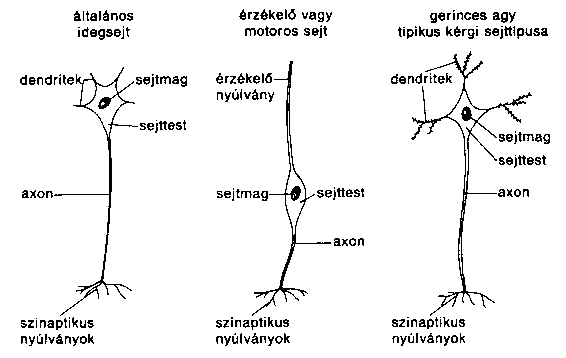 általános
idegsejt
dendritek
sejtmag
sejttest
axon
szinaptikus
nyúlványok
érzékelő vagy
motoros sejt
érzékelő
nyúlvány
sejtmag
sejttest
axon
szinaptikus
nyúlványok
gerinces agy
tipikus kérgi sejttipusa
dendritek
sejtmag
sejttest
axon
szinaptikus
nyúlványok